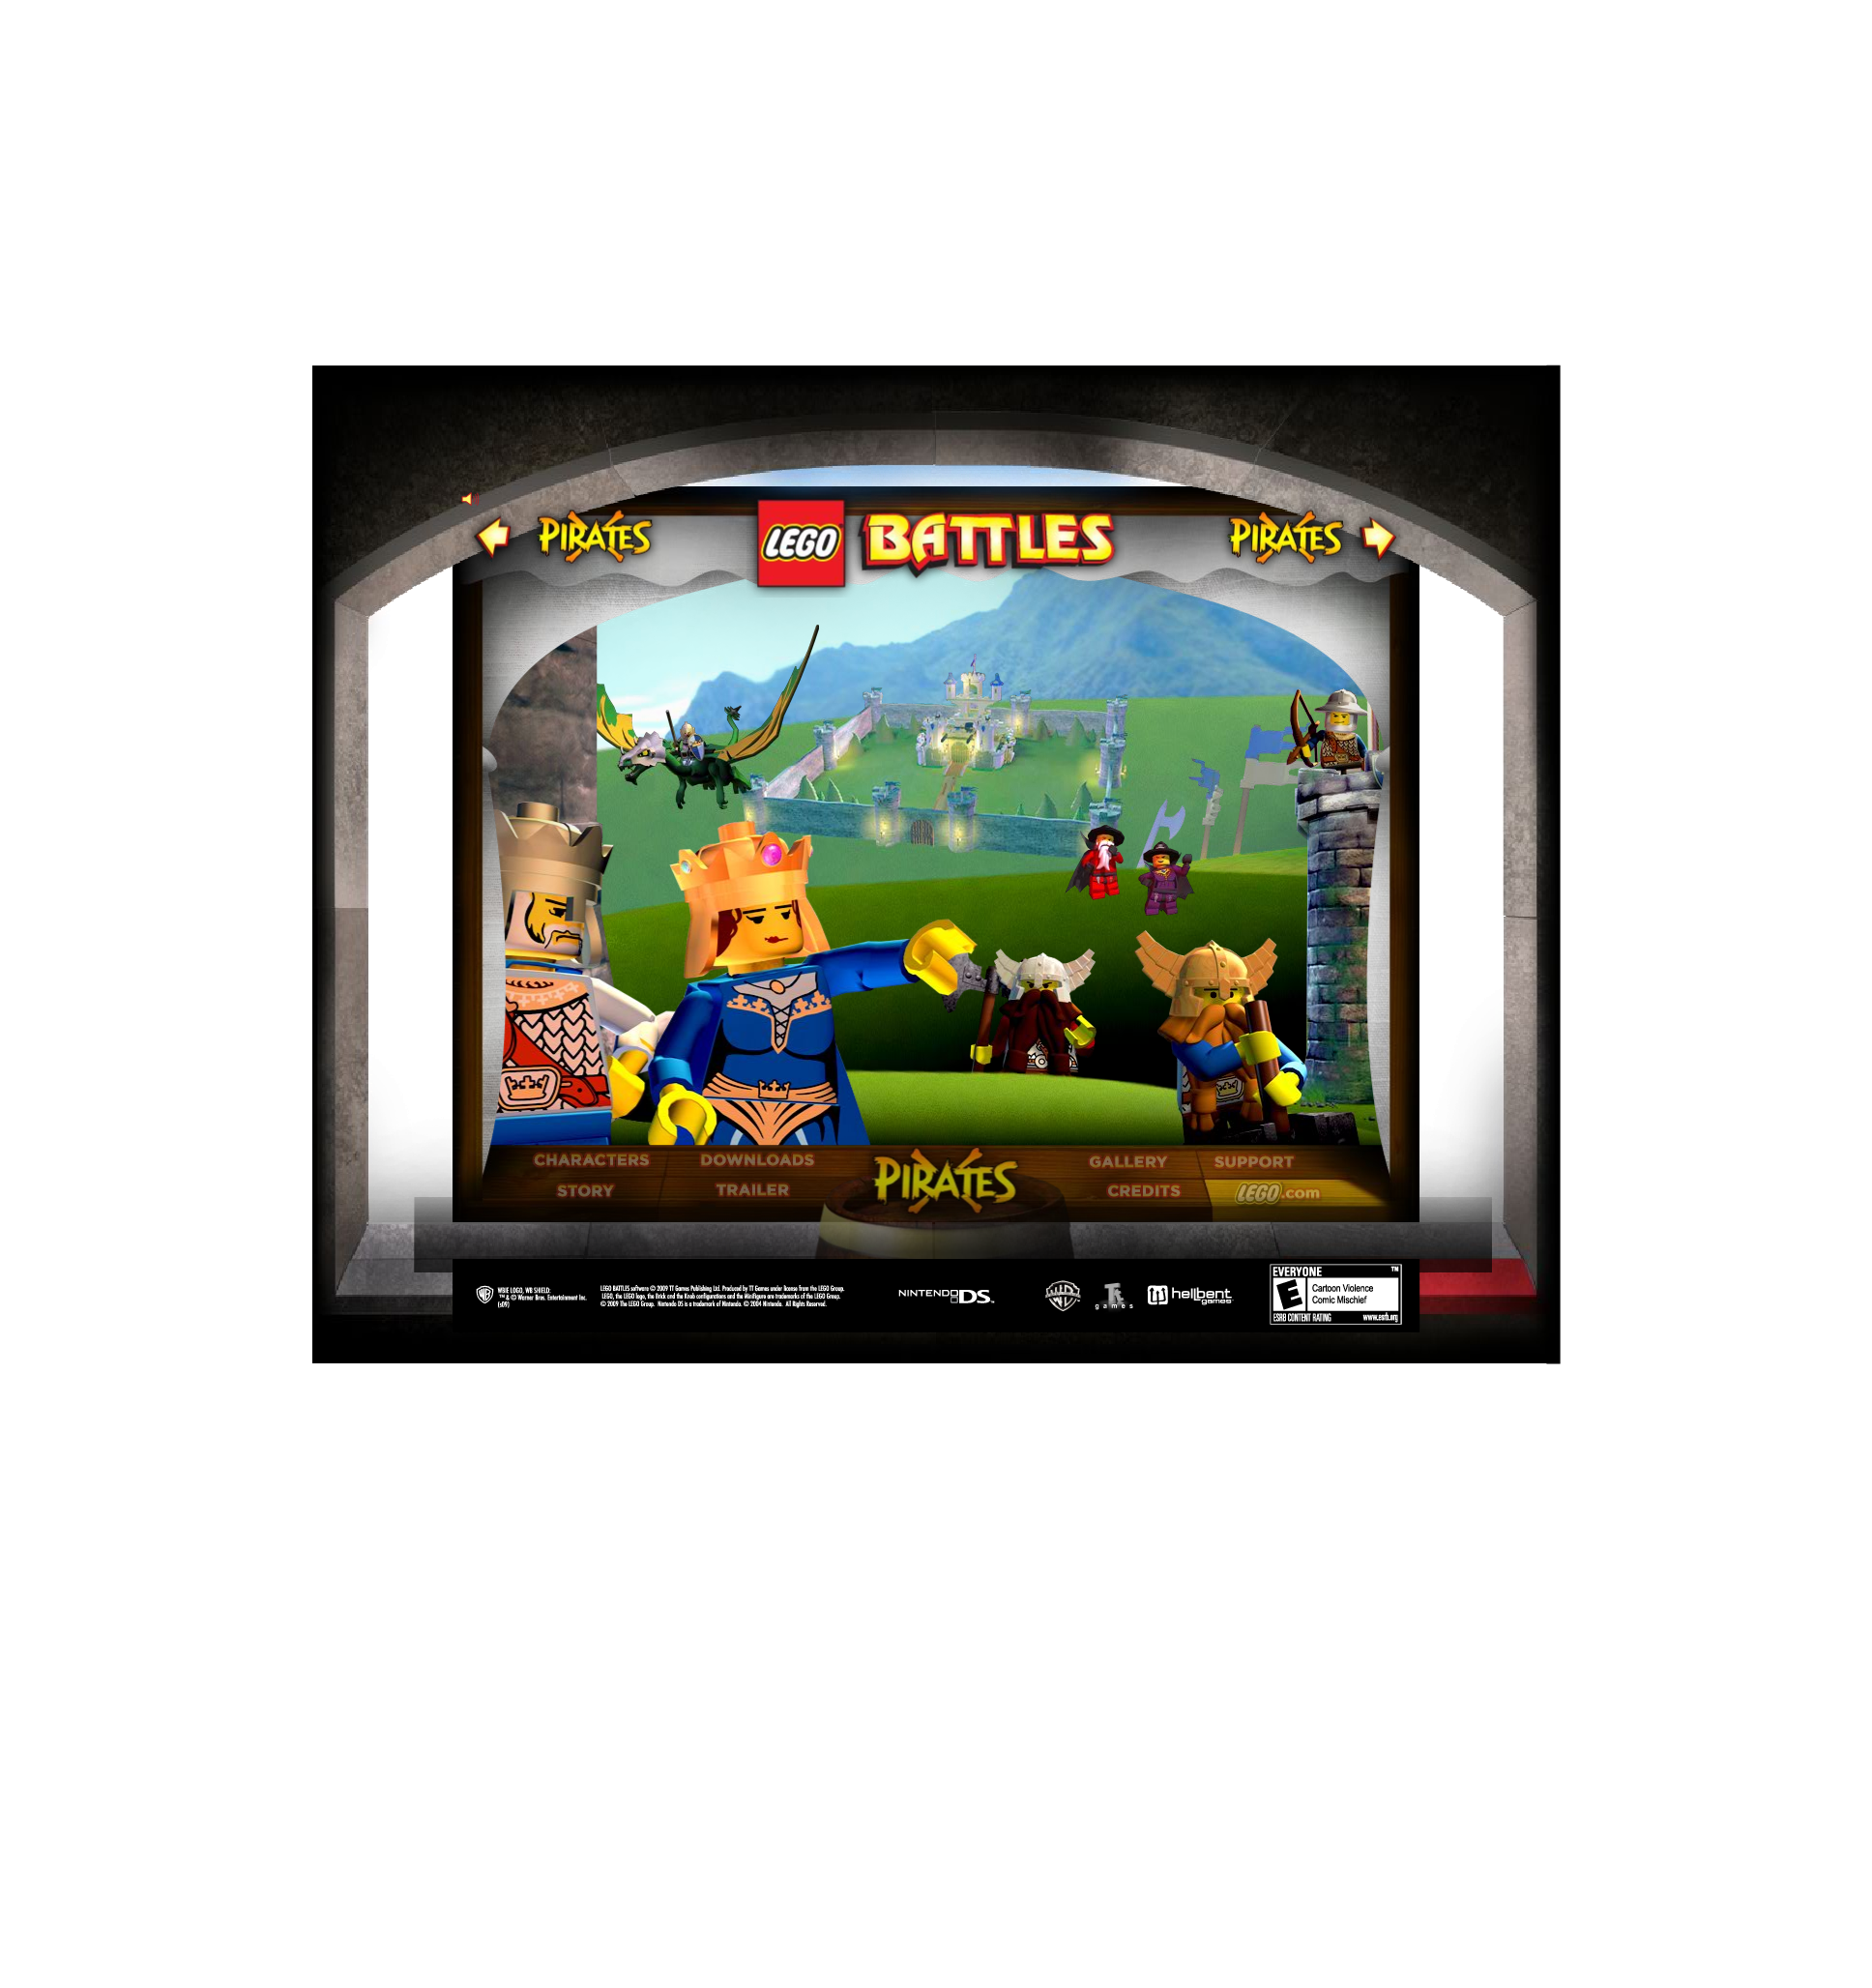 PIRATES
LEGO BATTLES
PIRATES
CHARACTERS
DOWNLOADS
PIRATES
GALLERY
SUPPORT
STORY
TRAILER
CREDITS
LEGO.com
WBIE LOGO, WB SHIELD:
™ & © Warner Bros. Entertainment Inc.
(s09)
LEGO BATTLES software © 2009 TT Games Publishing Ltd. Produced by TT Games under license from the LEGO Group.
LEGO, the LEGO logo, the Brick and the Knob configurations and the Minifigure are trademarks of the LEGO Group.
© 2009 The LEGO Group. Nintendo DS is a trademark of Nintendo. © 2004 Nintendo. All Rights Reserved.
NINTENDO DS™
games
hellbent
games
EVERYONE ™
E
Cartoon Violence
Comic Mischief
ESRB CONTENT RATING www.esrb.org